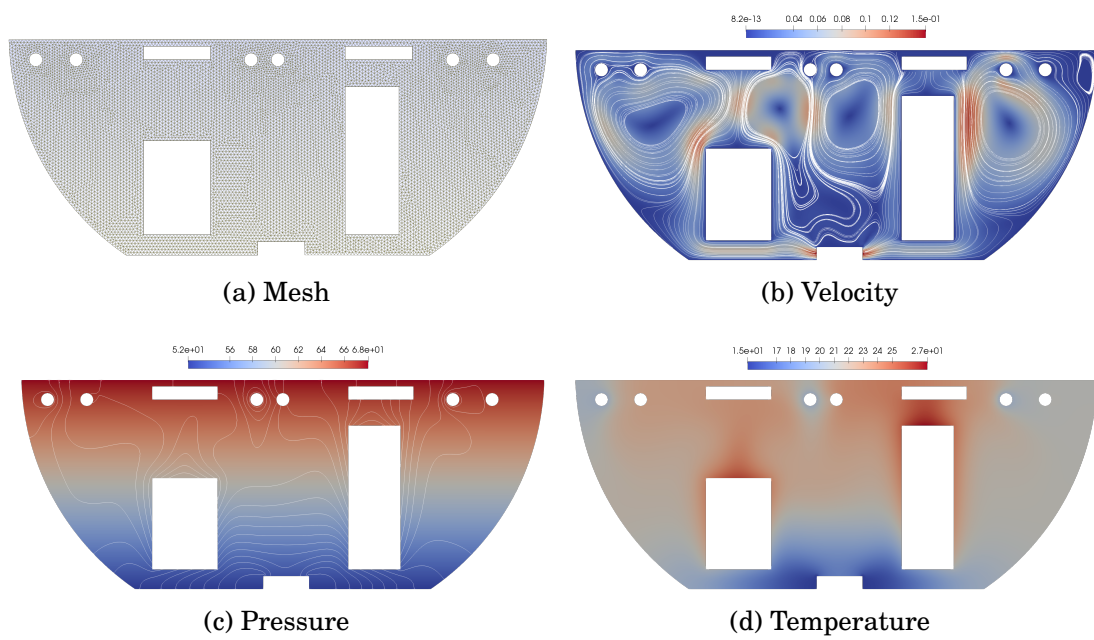 8.2e-13 0.04 0.06 0.08 0.1 0.12 1.5e-01
(a) Mesh
(b) Velocity
5.2e+01 56 58 60 62 64 66 6.8e+01
1.5e+01 17 18 19 20 21 22 23 24 25 2.7e+01
(c) Pressure
(d) Temperature